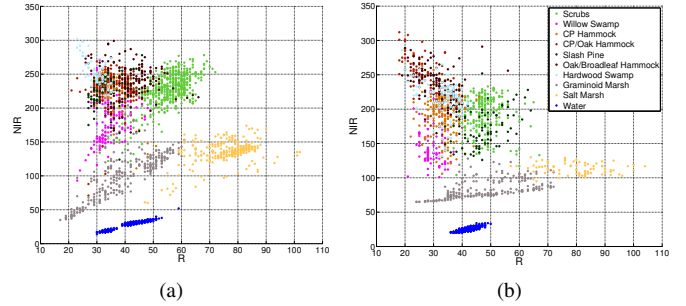 350
300
250
200
150
100
50
0
NIR
10 20 30 40 50 60 70 80 90 100 110
R
(a)
350
300
250
200
150
100
50
0
NIR
10 20 30 40 50 60 70 80 90 100 110
R
(b)
Scrubs
Willow Swamp
CP Hammock
CP/Oak Hammock
Slash Pine
Oak/Broadleaf Hammock
Hardwood Swamp
Graminoid Marsh
Salt Marsh
Water